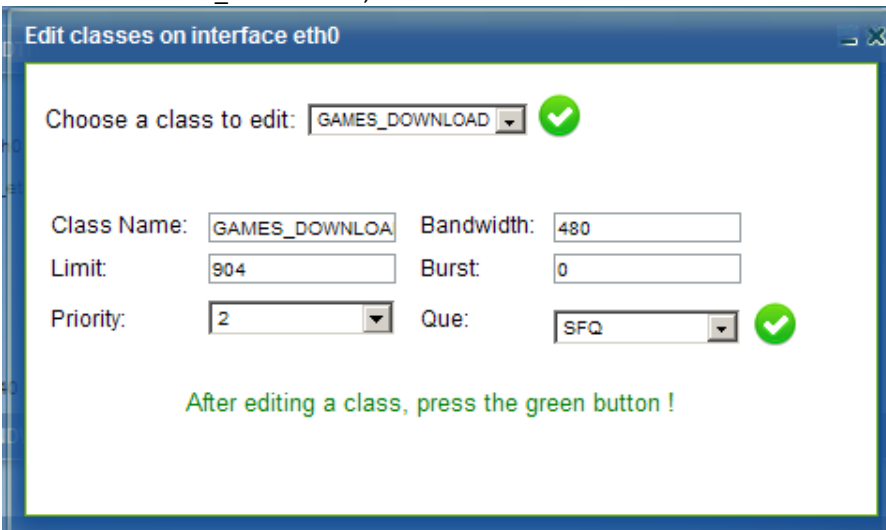 Edit classes on interface eth0
Choose a class to edit: GAMES_DOWNLOAD
Class Name: GAMES_DOWNLOA Bandwidth: 480
Limit: 904 Burst: 0
Priority: 2 Que: SFQ
After editing a class, press the green button !